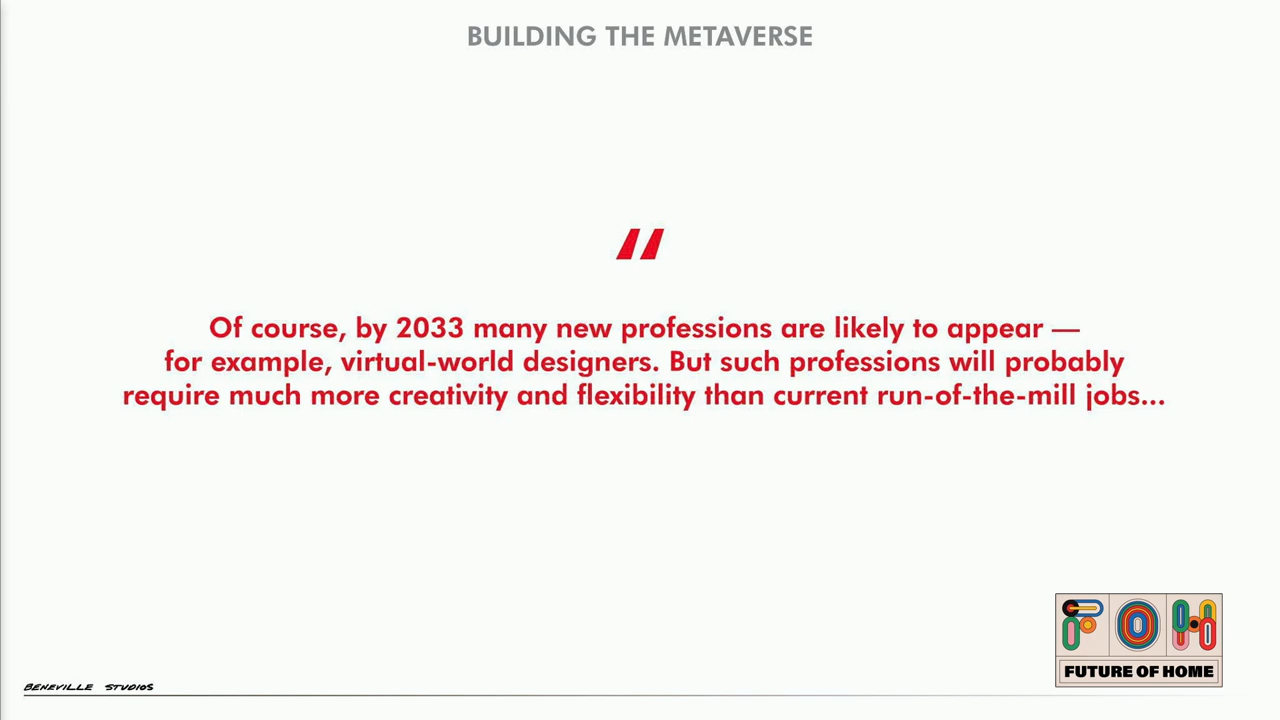 BUILDING THE METAVERSE
“
Of course, by 2033 many new professions are likely to appear —
for example, virtual-world designers. But such professions will probably
require much more creativity and flexibility than current run-of-the-mill jobs...
FOH
FUTURE OF HOME
BENEVILLE STUDIOS